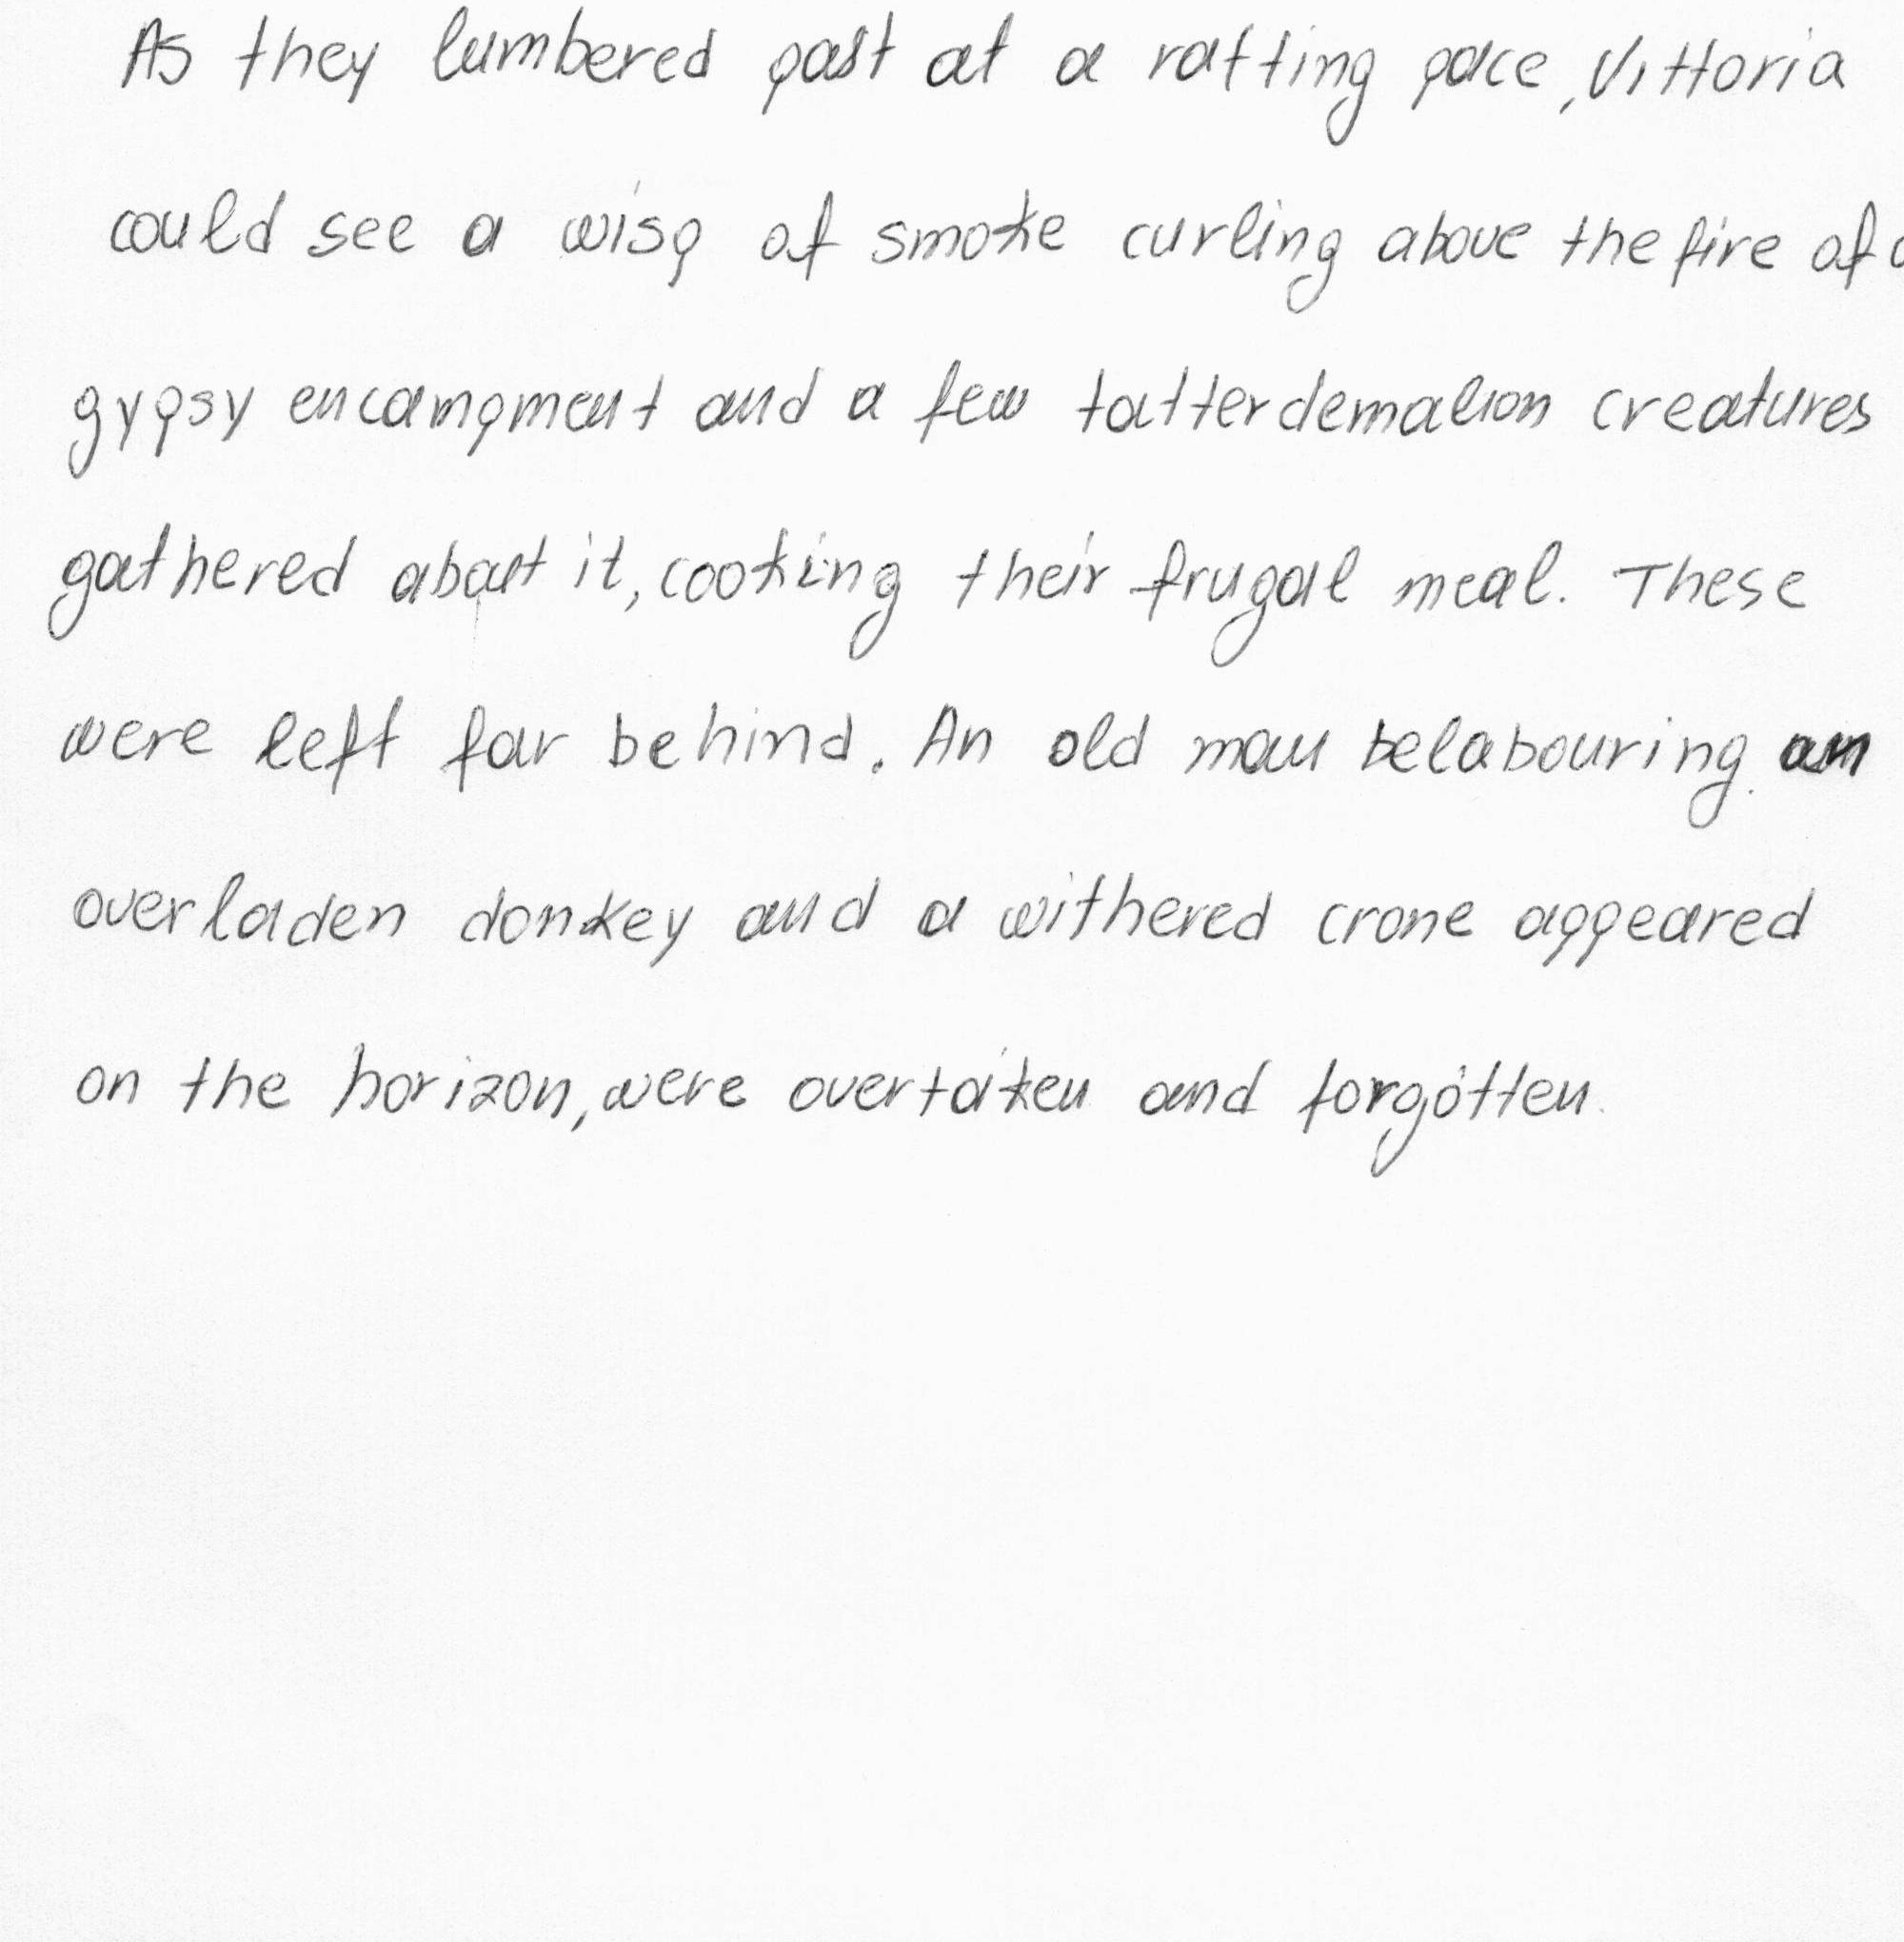 As they lumbered past at a ratting pace, Vittoria
could see a wisp of smoke curling above the fire of a
gypsy encampment and a few tatterdemalion creatures
gathered about it, cooking their frugal meal. These
were left far behind. An old man belabouring an
overladen donkey and a withered crone appeared
on the horizon, were overtaken and forgotten.